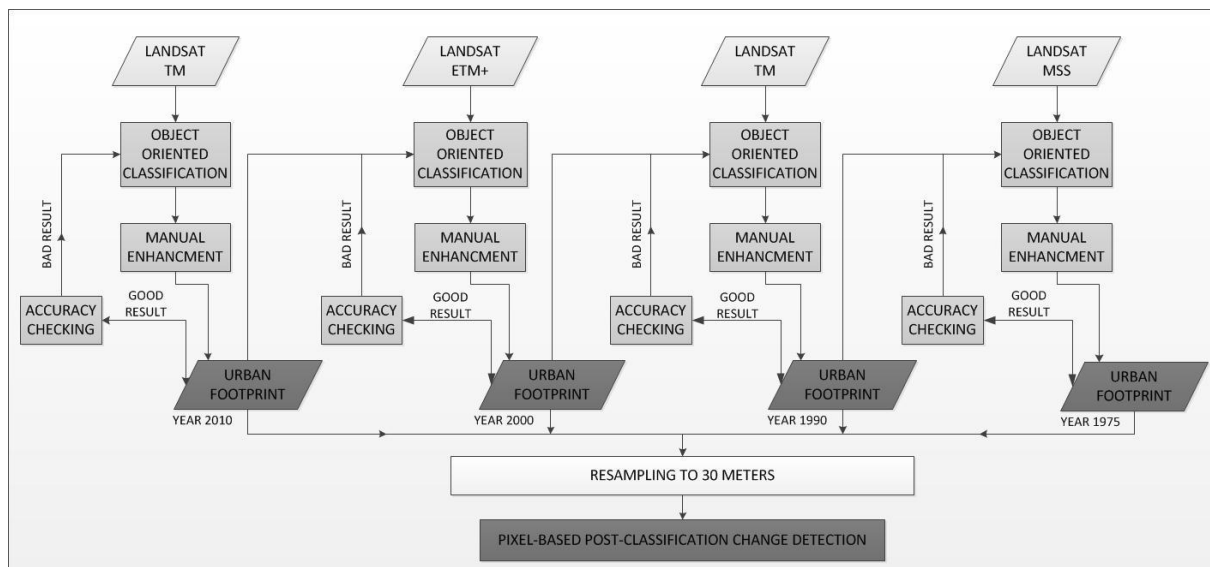 LANDSAT
TM
LANDSAT
ETM+
LANDSAT
TM
LANDSAT
MSS
OBJECT
ORIENTED
CLASSIFICATION
OBJECT
ORIENTED
CLASSIFICATION
OBJECT
ORIENTED
CLASSIFICATION
OBJECT
ORIENTED
CLASSIFICATION
BAD RESULT
MANUAL
ENHANCMENT
BAD RESULT
MANUAL
ENHANCMENT
BAD RESULT
MANUAL
ENHANCMENT
BAD RESULT
MANUAL
ENHANCMENT
ACCURACY
CHECKING
GOOD
RESULT
ACCURACY
CHECKING
GOOD
RESULT
ACCURACY
CHECKING
GOOD
RESULT
ACCURACY
CHECKING
GOOD
RESULT
URBAN
FOOTPRINT
URBAN
FOOTPRINT
URBAN
FOOTPRINT
URBAN
FOOTPRINT
YEAR 2010
YEAR 2000
YEAR 1990
YEAR 1975
RESAMPLING TO 30 METERS
PIXEL-BASED POST-CLASSIFICATION CHANGE DETECTION